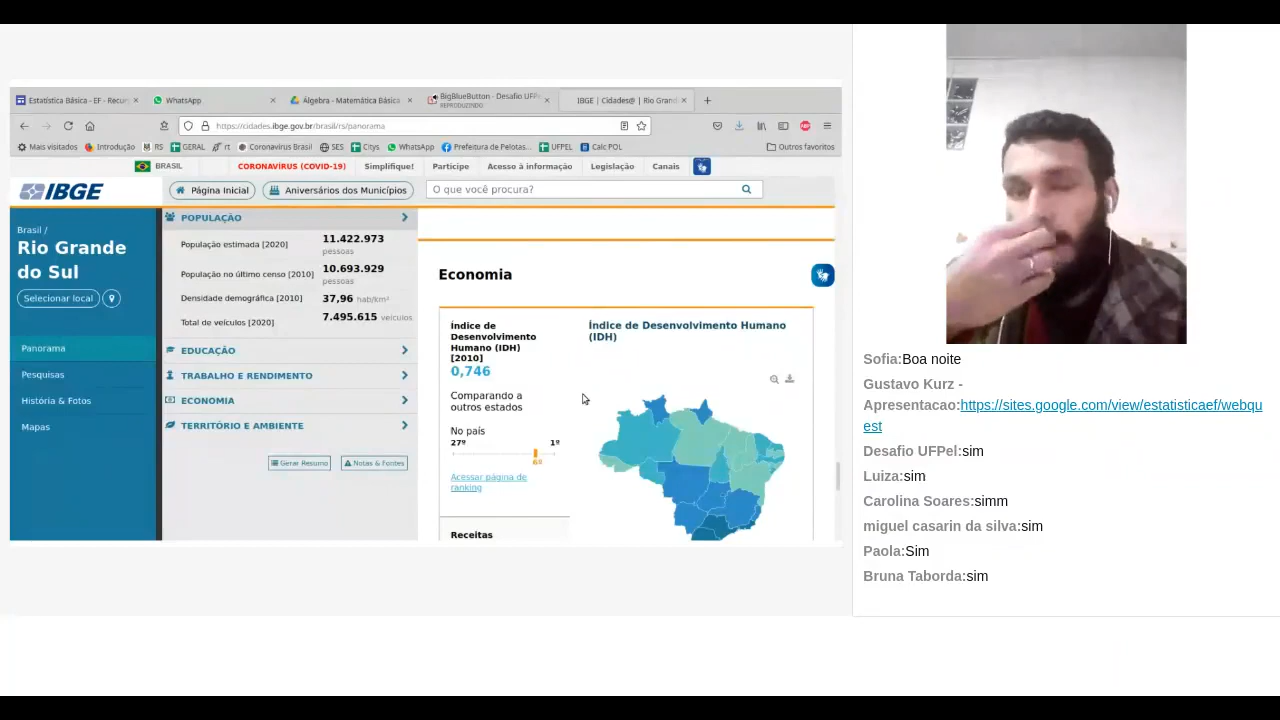 Estatística Básica - EF - Recur
WhatsApp
Álgebra - Matemática Básica
BigBlueButton - Desafio UFPe
REPRODUZINDO
IBGE | Cidades@ | Rio Grand
https://cidades.ibge.gov.br/brasil/rs/panorama
Mais visitados
Introdução
RS
GERAL
rt
Coronavírus Brasil
SES
Citys
WhatsApp
Prefeitura de Pelotas...
UFPEL
Calc POL
Outros favoritos
BRASIL
CORONAVÍRUS (COVID-19)
Simplifique!
Participe
Acesso à informação
Legislação
Canais
IBGE
Página Inicial
Aniversários dos Municípios
O que você procura?
Brasil /
Rio Grande
do Sul
Selecionar local
Panorama
Pesquisas
História & Fotos
Mapas
POPULAÇÃO
População estimada [2020] 11.422.973
pessoas
População no último censo [2010] 10.693.929
pessoas
Densidade demográfica [2010] 37,96 hab/km²
Total de veículos [2020] 7.495.615 veículos
EDUCAÇÃO
TRABALHO E RENDIMENTO
ECONOMIA
TERRITÓRIO E AMBIENTE
Gerar Resumo
Notas & Fontes
Economia
Índice de
Desenvolvimento
Humano (IDH)
[2010]
0,746
Comparando a
outros estados
No país
27º 1º
6º
Acessar página de
ranking
Receitas
Índice de Desenvolvimento Humano
(IDH)
Sofia:Boa noite
Gustavo Kurz -
Apresentacao:https://sites.google.com/view/estatisticaef/webqu
est
Desafio UFPel:sim
Luiza:sim
Carolina Soares:simm
miguel casarin da silva:sim
Paola:Sim
Bruna Taborda:sim